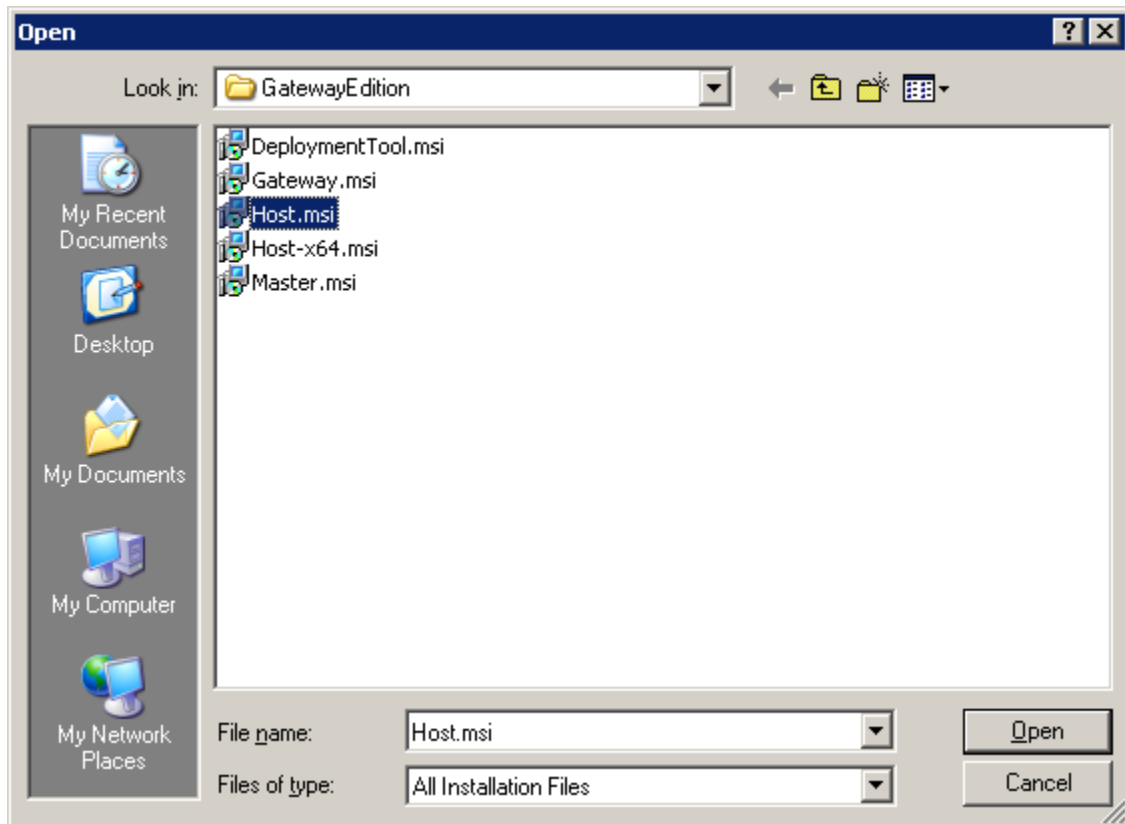 Open
Look in:
GatewayEdition
DeploymentTool.msi
Gateway.msi
Host.msi
Host-x64.msi
Master.msi
My Recent
Documents
Desktop
My Documents
My Computer
My Network
Places
File name:
Host.msi
Open
Files of type:
All Installation Files
Cancel